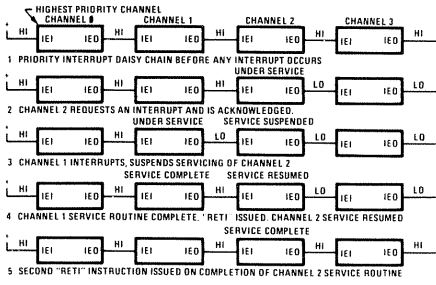 HIGHEST PRIORITY CHANNEL
CHANNEL 0 CHANNEL 1 CHANNEL 2 CHANNEL 3
HI IEI IEO HI IEI IEO HI IEI IEO HI IEI IEO HI
1 PRIORITY INTERRUPT DAISY CHAIN BEFORE ANY INTERRUPT OCCURS
UNDER SERVICE
HI IEI IEO HI IEI IEO HI IEI IEO LO IEI IEO LO
2 CHANNEL 2 REQUESTS AN INTERRUPT AND IS ACKNOWLEDGED.
UNDER SERVICE SERVICE SUSPENDED
HI IEI IEO HI IEI IEO LO IEI IEO LO IEI IEO LO
3 CHANNEL 1 INTERRUPTS, SUSPENDS SERVICING OF CHANNEL 2
SERVICE COMPLETE SERVICE RESUMED
HI IEI IEO HI IEI IEO HI IEI IEO LO IEI IEO LO
4 CHANNEL 1 SERVICE ROUTINE COMPLETE, 'RETI' ISSUED. CHANNEL 2 SERVICE RESUMED
SERVICE COMPLETE
HI IEI IEO HI IEI IEO HI IEI IEO HI IEI IEO HI
5 SECOND "RETI" INSTRUCTION ISSUED ON COMPLETION OF CHANNEL 2 SERVICE ROUTINE